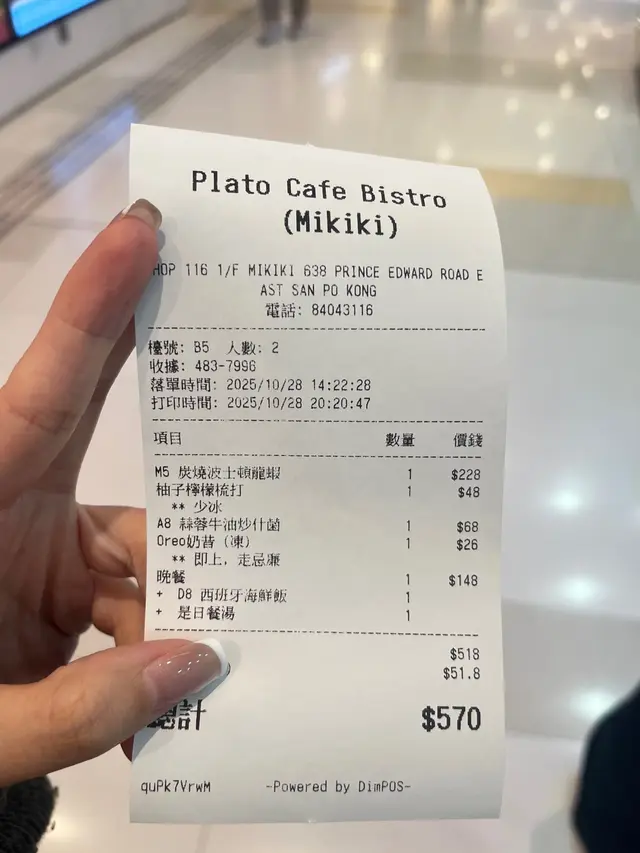 Plato Cafe Bistro
(Mikiki)
HOP 116 1/F MIKIKI 638 PRINCE EDWARD ROAD E
AST SAN PO KONG
電話: 84043116
檯號: B5 人數: 2
收據: 483-7996
落單時間: 2025/10/28 14:22:28
打印時間: 2025/10/28 20:20:47
項目 數量 價錢
M5 炭燒波士頓龍蝦 1 $228
柚子檸檬梳打 1 $48
** 少冰
A8 蒜蓉牛油炒什菌 1 $68
Oreo奶昔 (凍) 1 $26
** 即上, 走忌廉
晚餐 1 $148
+ D8 西班牙海鮮飯 1
+ 是日餐湯 1
$518
$51.8
總計 $570
quPk7VrwM -Powered by DimPOS-